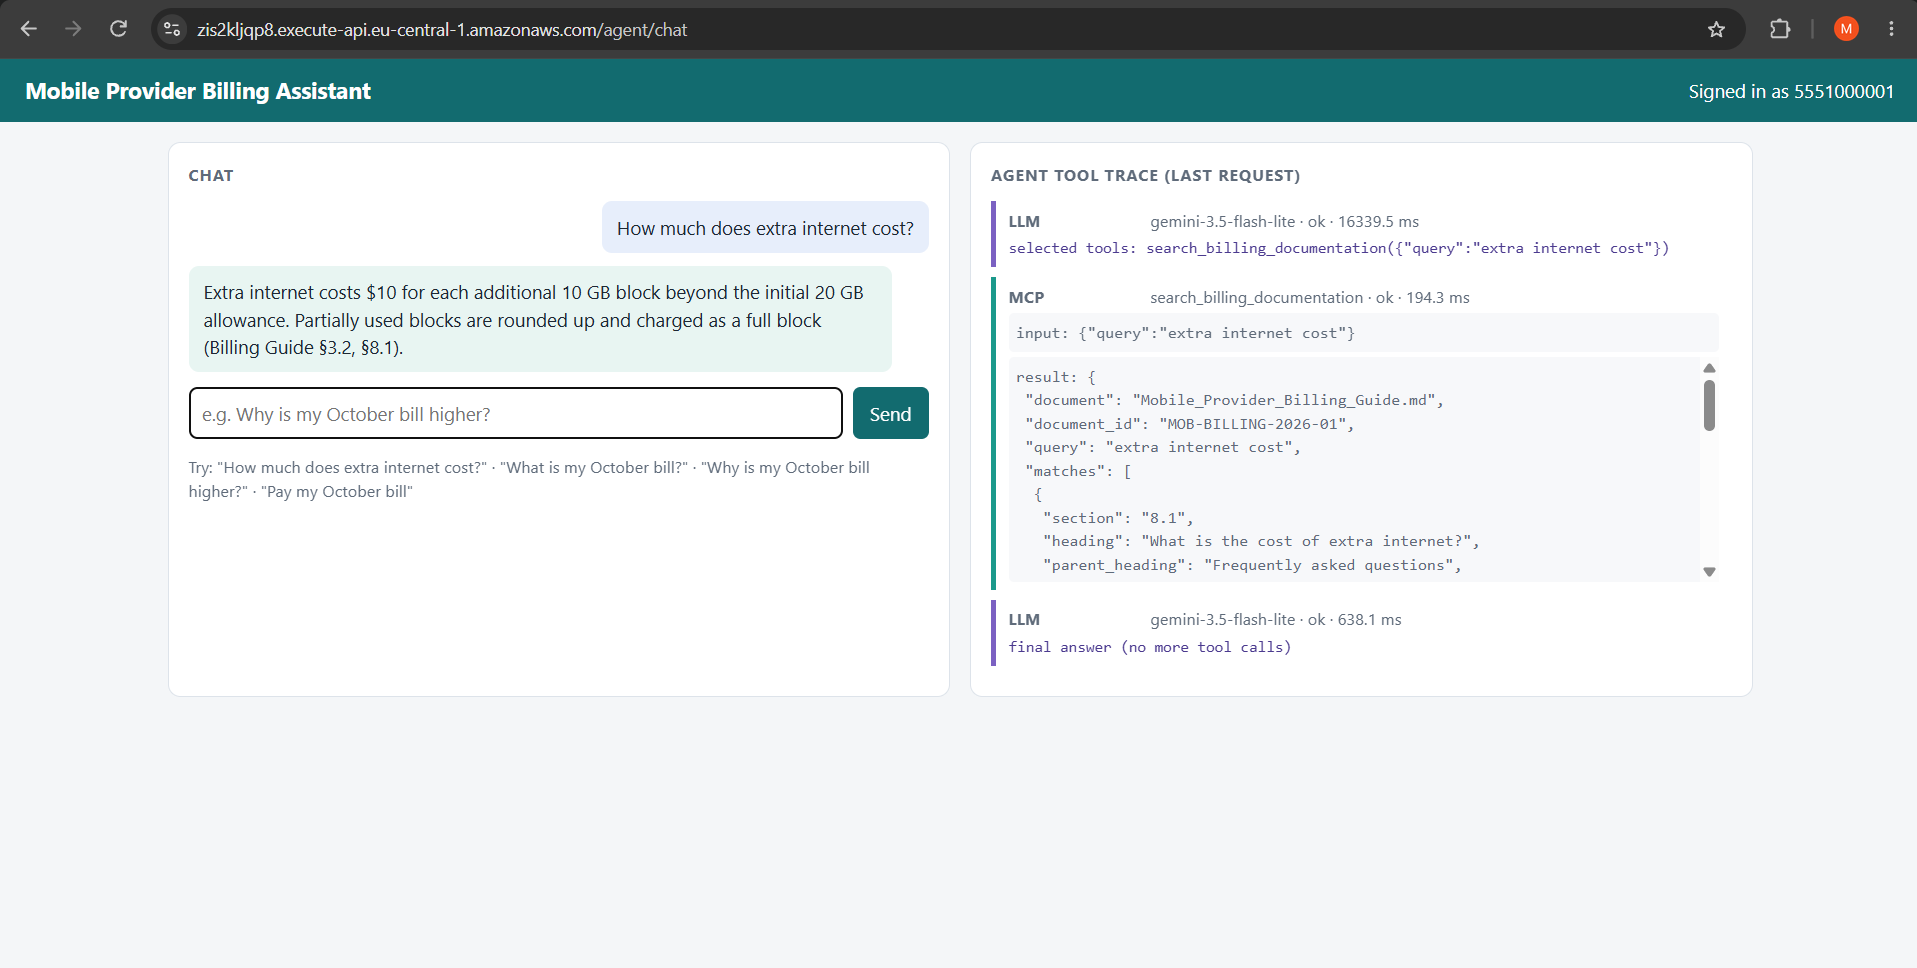 zis2kljqp8.execute-api.eu-central-1.amazonaws.com/agent/chat
M
Mobile Provider Billing Assistant
Signed in as 5551000001
CHAT
How much does extra internet cost?
Extra internet costs $10 for each additional 10 GB block beyond the initial 20 GB
allowance. Partially used blocks are rounded up and charged as a full block
(Billing Guide §3.2, §8.1).
e.g. Why is my October bill higher?
Send
Try: "How much does extra internet cost?" · "What is my October bill?" · "Why is my October bill
higher?" · "Pay my October bill"
AGENT TOOL TRACE (LAST REQUEST)
LLM gemini-3.5-flash-lite · ok · 16339.5 ms
selected tools: search_billing_documentation({"query":"extra internet cost"})
MCP search_billing_documentation · ok · 194.3 ms
input: {"query":"extra internet cost"}
result: {
"document": "Mobile_Provider_Billing_Guide.md",
"document_id": "MOB-BILLING-2026-01",
"query": "extra internet cost",
"matches": [
{
"section": "8.1",
"heading": "What is the cost of extra internet?",
"parent_heading": "Frequently asked questions",
LLM gemini-3.5-flash-lite · ok · 638.1 ms
final answer (no more tool calls)